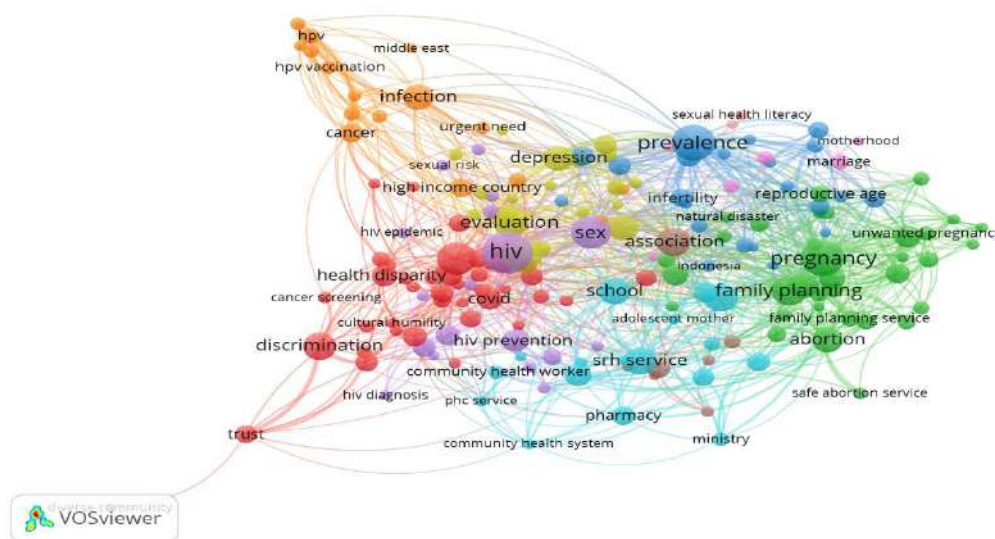 hpv
middle east
hpv vaccination
infection
sexual health literacy
cancer
urgent need
prevalence
motherhood
sexual risk
depression
marriage
high income country
infertility
reproductive age
evaluation
natural disaster
hiv epidemic
sex
association
unwanted pregnanc
hiv
pregnancy
health disparity
indonesia
cancer screening
covid
school
family planning
cultural humility
adolescent mother
family planning service
discrimination
hiv prevention
abortion
srh service
community health worker
hiv diagnosis
phc service
safe abortion service
pharmacy
trust
community health system
ministry
diverse community
VOSviewer